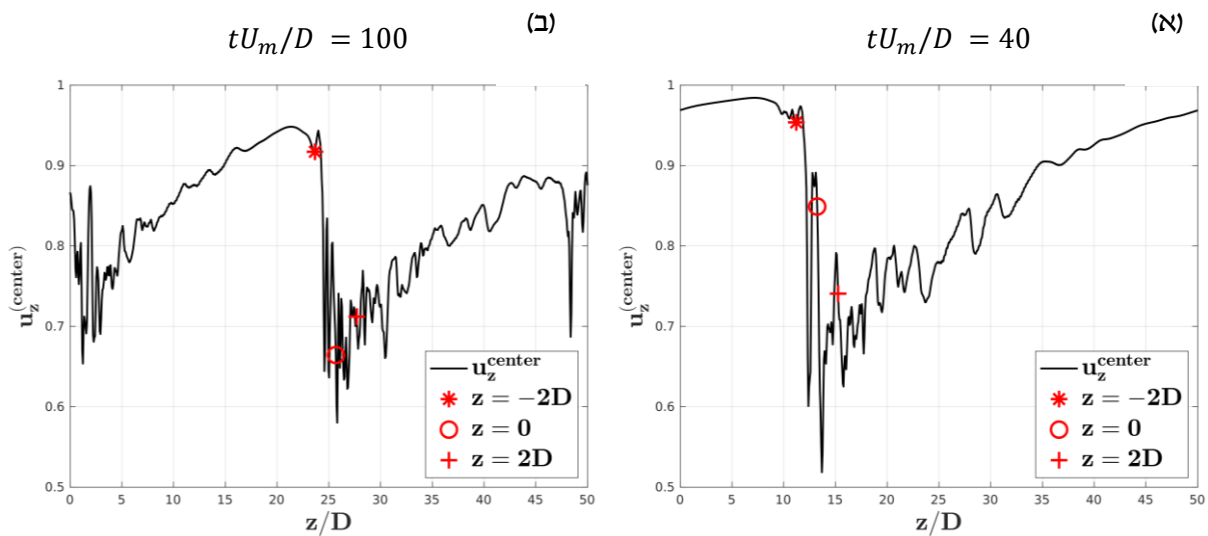 (א)
tU_m/D = 40
1
0.9
0.8
0.7
0.6
0.5
u_z^(center)
0 5 10 15 20 25 30 35 40 45 50
z/D
u_z^center
z = −2D
z = 0
z = 2D
(ב)
tU_m/D = 100
1
0.9
0.8
0.7
0.6
0.5
u_z^(center)
0 5 10 15 20 25 30 35 40 45 50
z/D
u_z^center
z = −2D
z = 0
z = 2D